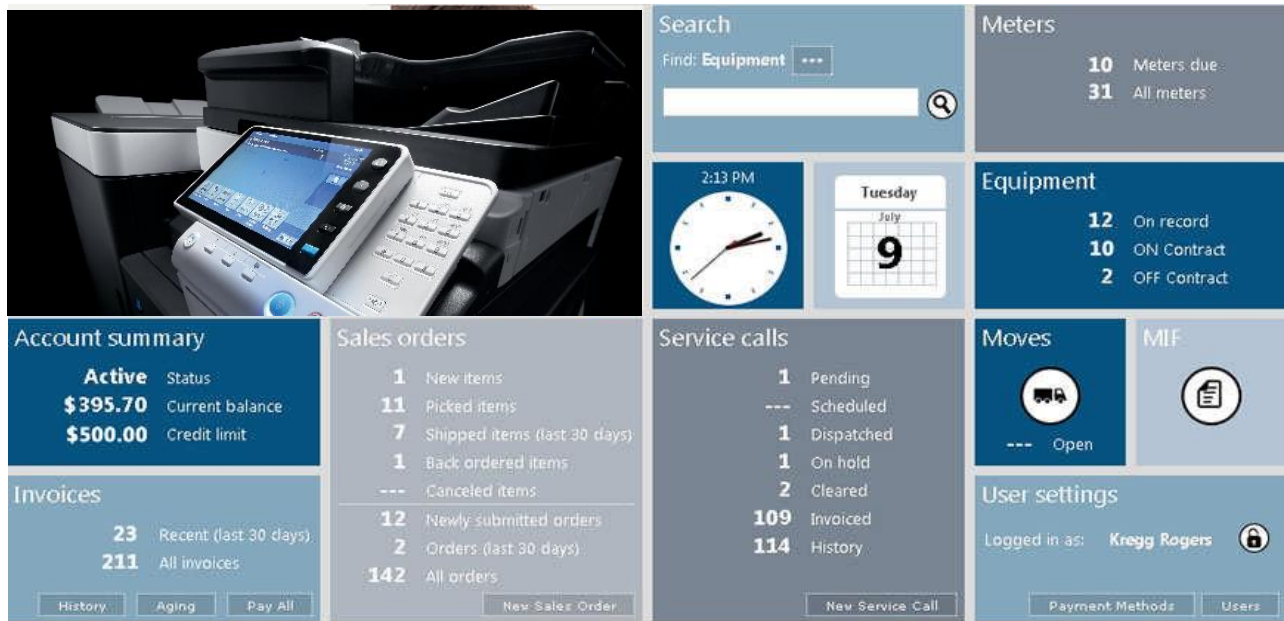 Search
Find: Equipment ---
Meters
10 Meters due
31 All meters
2:13 PM
Tuesday
July
9
Equipment
12 On record
10 ON Contract
2 OFF Contract
Account summary
Active Status
$395.70 Current balance
$500.00 Credit limit
Invoices
23 Recent (last 30 days)
211 All invoices
History Aging Pay All
Sales orders
1 New items
11 Picked items
7 Shipped items (last 30 days)
1 Back ordered items
--- Canceled items
12 Newly submitted orders
2 Orders (last 30 days)
142 All orders
New Sales Order
Service calls
1 Pending
--- Scheduled
1 Dispatched
1 On hold
2 Cleared
109 Invoiced
114 History
New Service Call
Moves
--- Open
MIF
User settings
Logged in as: Kregg Rogers
Payment Methods Users